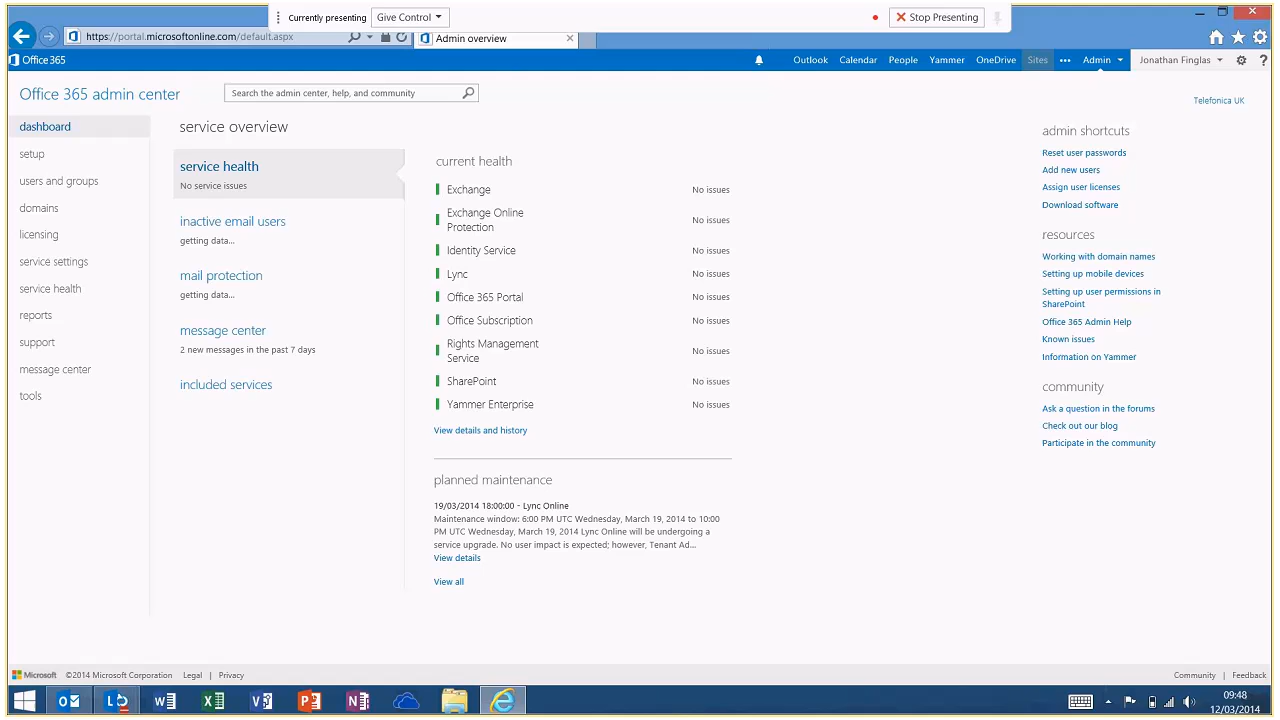 Currently presenting Give Control Stop Presenting
https://portal.microsoftonline.com/default.aspx Admin overview
Office 365 Outlook Calendar People Yammer OneDrive Sites ••• Admin Jonathan Finglas ?
Office 365 admin center
Search the admin center, help, and community
Telefonica UK
dashboard
setup
users and groups
domains
licensing
service settings
service health
reports
support
message center
tools
service overview
service health
No service issues
inactive email users
getting data...
mail protection
getting data...
message center
2 new messages in the past 7 days
included services
current health
Exchange No issues
Exchange Online
Protection No issues
Identity Service No issues
Lync No issues
Office 365 Portal No issues
Office Subscription No issues
Rights Management
Service No issues
SharePoint No issues
Yammer Enterprise No issues
View details and history
planned maintenance
19/03/2014 18:00:00 - Lync Online
Maintenance window: 6:00 PM UTC Wednesday, March 19, 2014 to 10:00
PM UTC Wednesday, March 19, 2014 Lync Online will be undergoing a
service upgrade. No user impact is expected; however, Tenant Ad...
View details
View all
admin shortcuts
Reset user passwords
Add new users
Assign user licenses
Download software
resources
Working with domain names
Setting up mobile devices
Setting up user permissions in
SharePoint
Office 365 Admin Help
Known issues
Information on Yammer
community
Ask a question in the forums
Check out our blog
Participate in the community
Microsoft ©2014 Microsoft Corporation Legal | Privacy Community | Feedback
09:48
12/03/2014